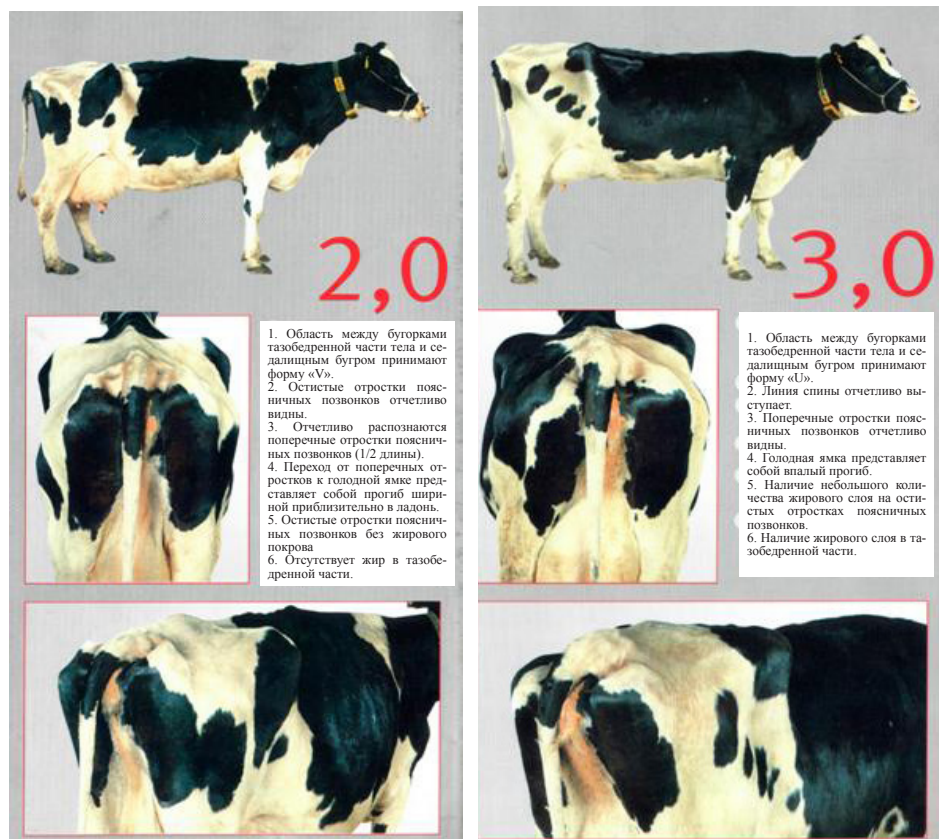 2,0
1. Область между бугорками
тазобедренной части тела и се-
далищным бугром принимают
форму «V».
2. Остистые отростки пояс-
ничных позвонков отчетливо
видны.
3. Отчетливо распознаются
поперечные отростки пояснич-
ных позвонков (1/2 длины).
4. Переход от поперечных от-
ростков к голодной ямке пред-
ставляет собой прогиб шири-
ной приблизительно в ладонь.
5. Остистые отростки пояснич-
ных позвонков без жирового
покрова
6. Отсутствует жир в тазобе-
дренной части.
3,0
1. Область между бугорками
тазобедренной части тела и се-
далищным бугром принимают
форму «U».
2. Линия спины отчетливо вы-
ступает.
3. Поперечные отростки пояс-
ничных позвонков отчетливо
видны.
4. Голодная ямка представляет
собой впалый прогиб.
5. Наличие небольшого коли-
чества жирового слоя на ости-
стых отростках поясничных
позвонков.
6. Наличие жирового слоя в та-
зобедренной части.